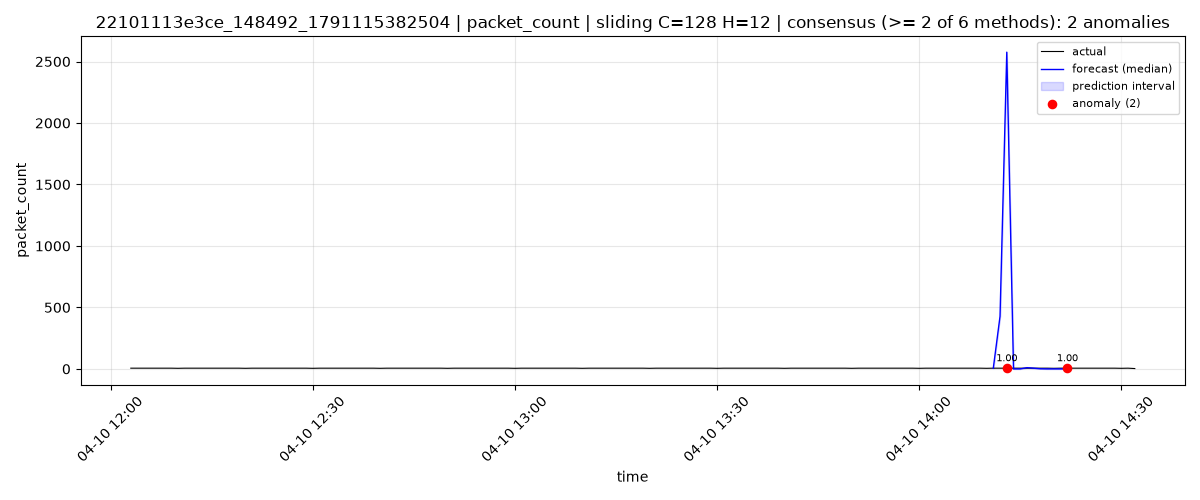 22101113e3ce_148492_1791115382504 | packet_count | sliding C=128 H=12 | consensus (>= 2 of 6 methods): 2 anomalies
actual
forecast (median)
prediction interval
anomaly (2)
packet_count
2500
2000
1500
1000
500
0
1.00
1.00
04-10 12:00
04-10 12:30
04-10 13:00
04-10 13:30
04-10 14:00
04-10 14:30
time